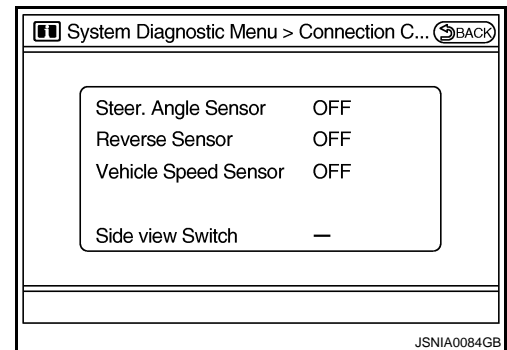 System Diagnostic Menu > Connection C... BACK
Steer. Angle Sensor OFF
Reverse Sensor OFF
Vehicle Speed Sensor OFF
Side view Switch —
JSNIA0084GB